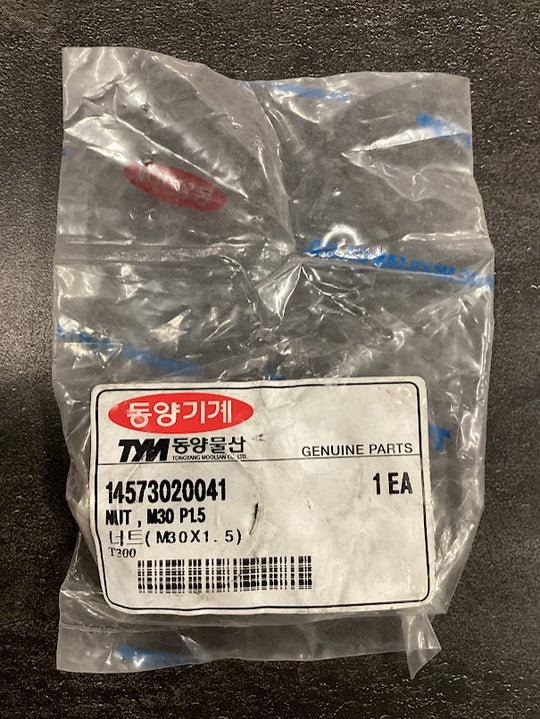 동양기계
TYM 동양물산
TONGYANG MOOLSAN CO., LTD.
GENUINE PARTS
14573020041
1 EA
NUT , M30 P1.5
너트(M30X1.5)
T300